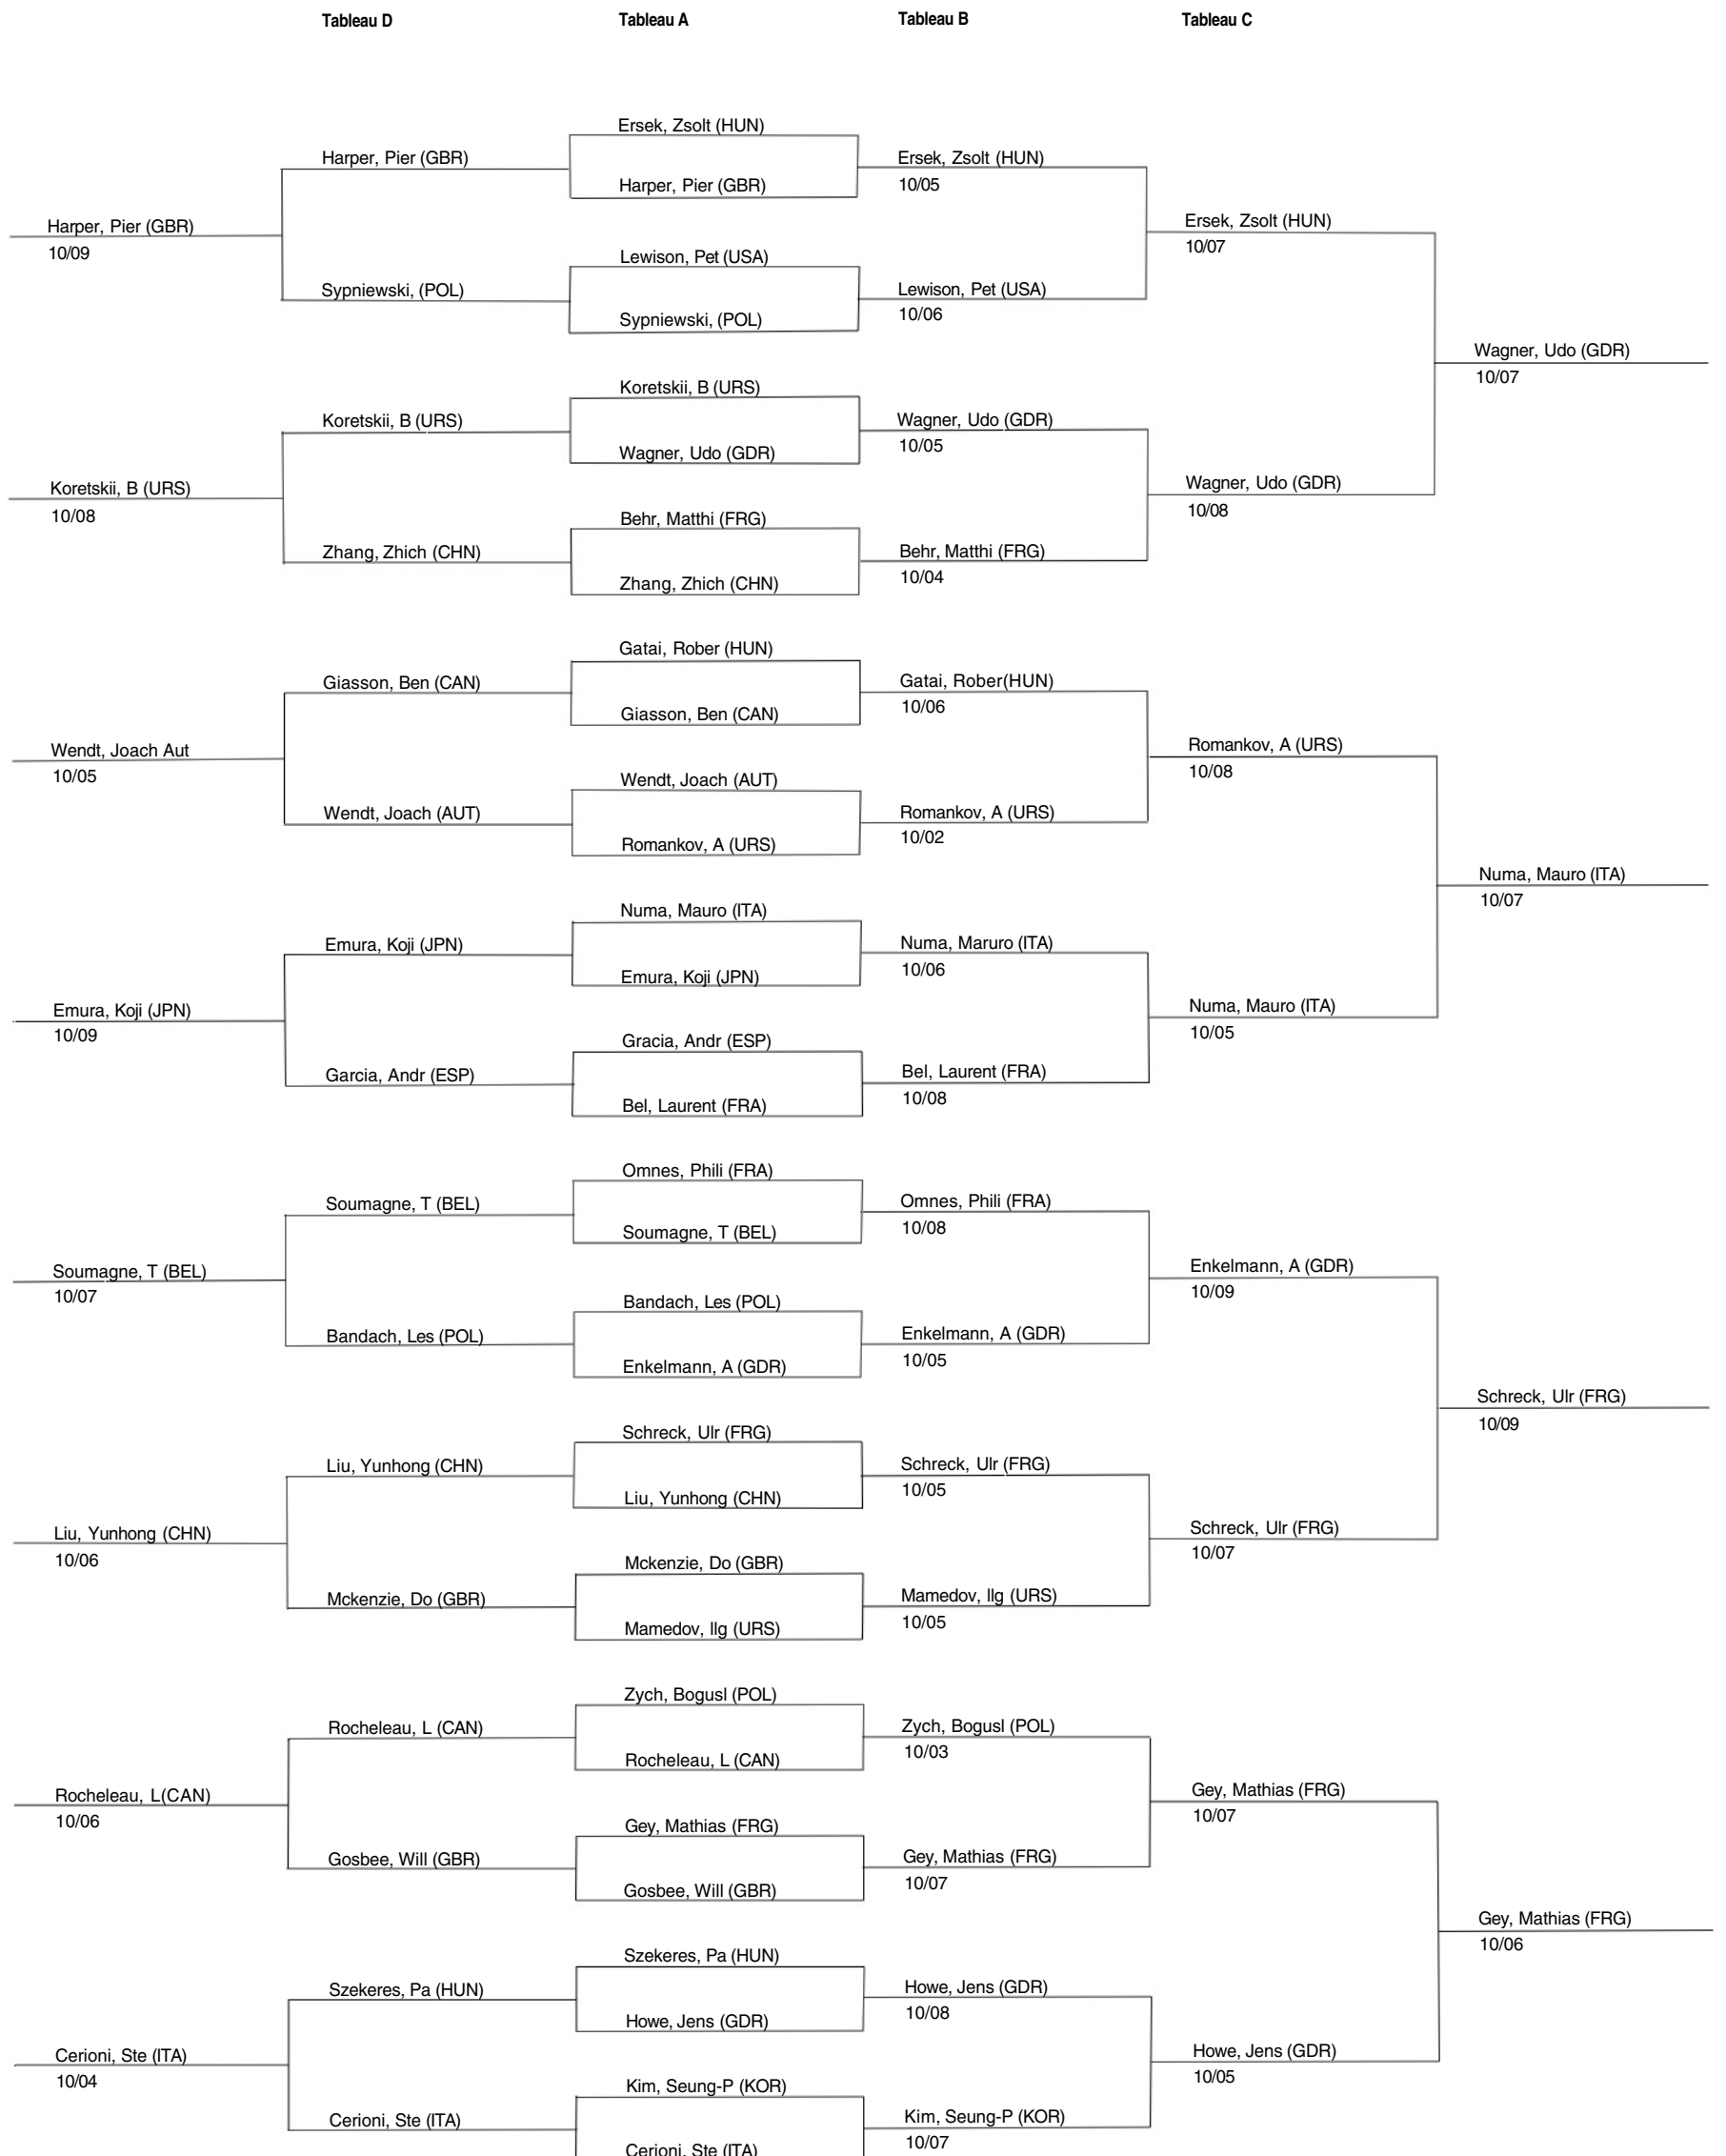 Tableau D
Tableau A
Tableau B
Tableau C
Harper, Pier (GBR)
10/09
Koretskii, B (URS)
10/08
Wendt, Joach Aut
10/05
Emura, Koji (JPN)
10/09
Soumagne, T (BEL)
10/07
Liu, Yunhong (CHN)
10/06
Rocheleau, L(CAN)
10/06
Cerioni, Ste (ITA)
10/04
Harper, Pier (GBR)
Sypniewski, (POL)
Koretskii, B (URS)
Zhang, Zhich (CHN)
Giasson, Ben (CAN)
Wendt, Joach (AUT)
Emura, Koji (JPN)
Garcia, Andr (ESP)
Soumagne, T (BEL)
Bandach, Les (POL)
Liu, Yunhong (CHN)
Mckenzie, Do (GBR)
Rocheleau, L (CAN)
Gosbee, Will (GBR)
Szekeres, Pa (HUN)
Cerioni, Ste (ITA)
Ersek, Zsolt (HUN)
Harper, Pier (GBR)
Lewison, Pet (USA)
Sypniewski, (POL)
Koretskii, B (URS)
Wagner, Udo (GDR)
Behr, Matthi (FRG)
Zhang, Zhich (CHN)
Gatai, Rober (HUN)
Giasson, Ben (CAN)
Wendt, Joach (AUT)
Romankov, A (URS)
Numa, Mauro (ITA)
Emura, Koji (JPN)
Gracia, Andr (ESP)
Bel, Laurent (FRA)
Omnes, Phili (FRA)
Soumagne, T (BEL)
Bandach, Les (POL)
Enkelmann, A (GDR)
Schreck, Ulr (FRG)
Liu, Yunhong (CHN)
Mckenzie, Do (GBR)
Mamedov, Ilg (URS)
Zych, Bogusl (POL)
Rocheleau, L (CAN)
Gey, Mathias (FRG)
Gosbee, Will (GBR)
Szekeres, Pa (HUN)
Howe, Jens (GDR)
Kim, Seung-P (KOR)
Cerioni, Ste (ITA)
Ersek, Zsolt (HUN)
10/05
Lewison, Pet (USA)
10/06
Wagner, Udo (GDR)
10/05
Behr, Matthi (FRG)
10/04
Gatai, Rober(HUN)
10/06
Romankov, A (URS)
10/02
Numa, Maruro (ITA)
10/06
Bel, Laurent (FRA)
10/08
Omnes, Phili (FRA)
10/08
Enkelmann, A (GDR)
10/05
Schreck, Ulr (FRG)
10/05
Mamedov, Ilg (URS)
10/05
Zych, Bogusl (POL)
10/03
Gey, Mathias (FRG)
10/07
Howe, Jens (GDR)
10/08
Kim, Seung-P (KOR)
10/07
Ersek, Zsolt (HUN)
10/07
Wagner, Udo (GDR)
10/08
Romankov, A (URS)
10/08
Numa, Mauro (ITA)
10/05
Enkelmann, A (GDR)
10/09
Schreck, Ulr (FRG)
10/07
Gey, Mathias (FRG)
10/07
Howe, Jens (GDR)
10/05
Wagner, Udo (GDR)
10/07
Numa, Mauro (ITA)
10/07
Schreck, Ulr (FRG)
10/09
Gey, Mathias (FRG)
10/06